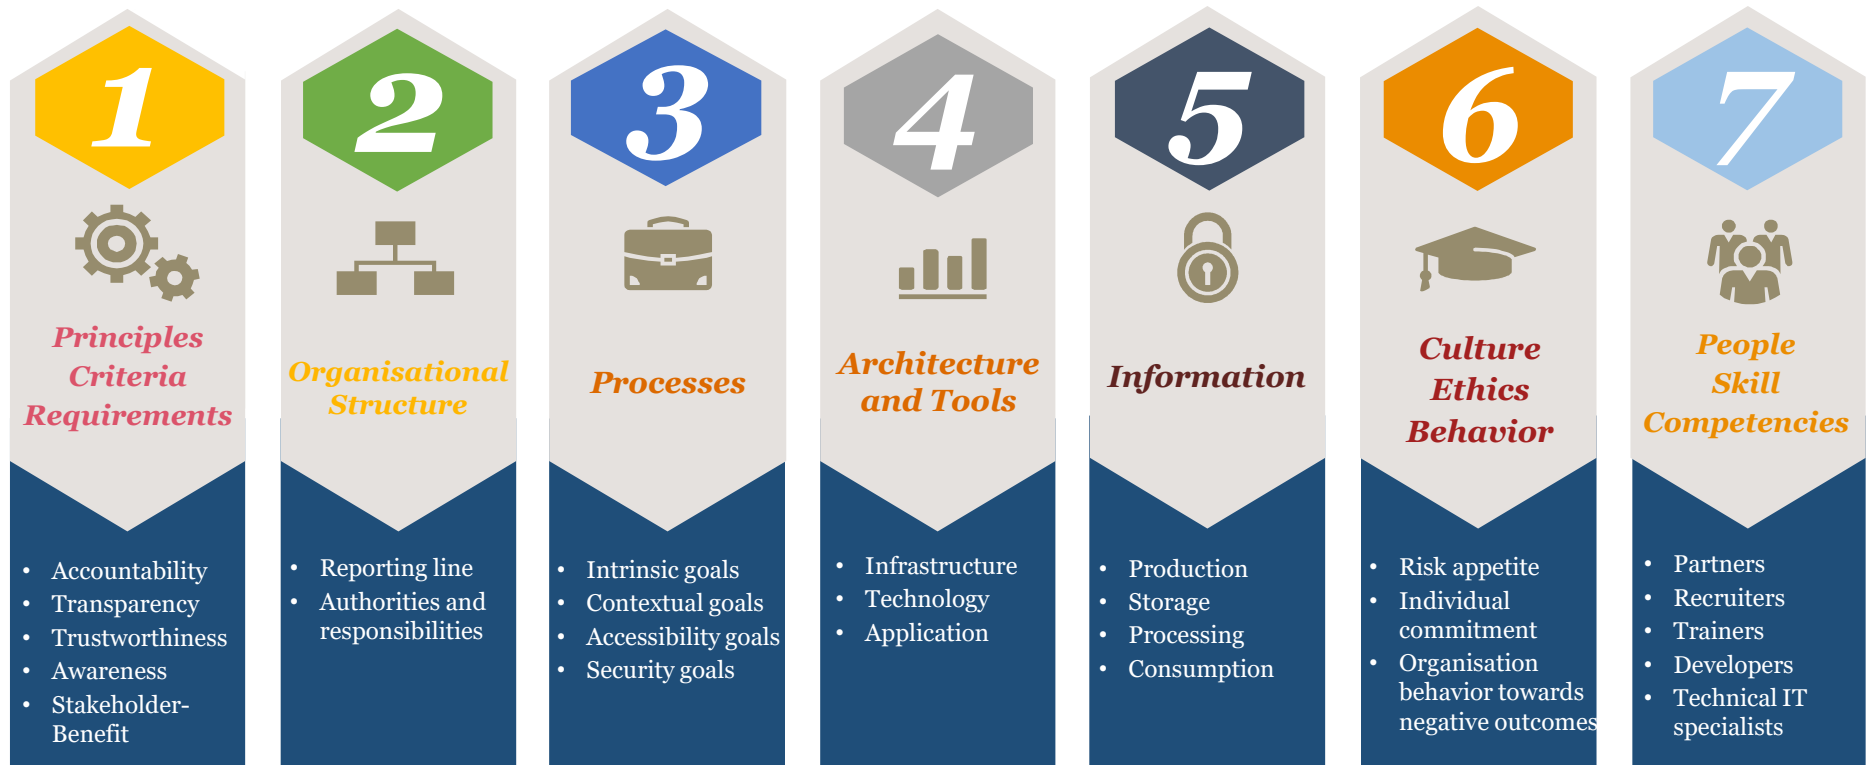 1
Principles
Criteria
Requirements
• Accountability
• Transparency
• Trustworthiness
• Awareness
• Stakeholder-
Benefit
2
Organisational
Structure
• Reporting line
• Authorities and
responsibilities
3
Processes
• Intrinsic goals
• Contextual goals
• Accessibility goals
• Security goals
4
Architecture
and Tools
• Infrastructure
• Technology
• Application
5
Information
• Production
• Storage
• Processing
• Consumption
6
Culture
Ethics
Behavior
• Risk appetite
• Individual
commitment
• Organisation
behavior towards
negative outcomes
7
People
Skill
Competencies
• Partners
• Recruiters
• Trainers
• Developers
• Technical IT
specialists